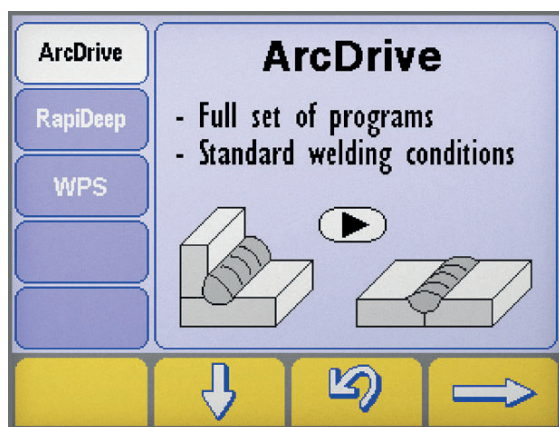 ArcDrive
RapiDeep
WPS
ArcDrive
- Full set of programs
- Standard welding conditions